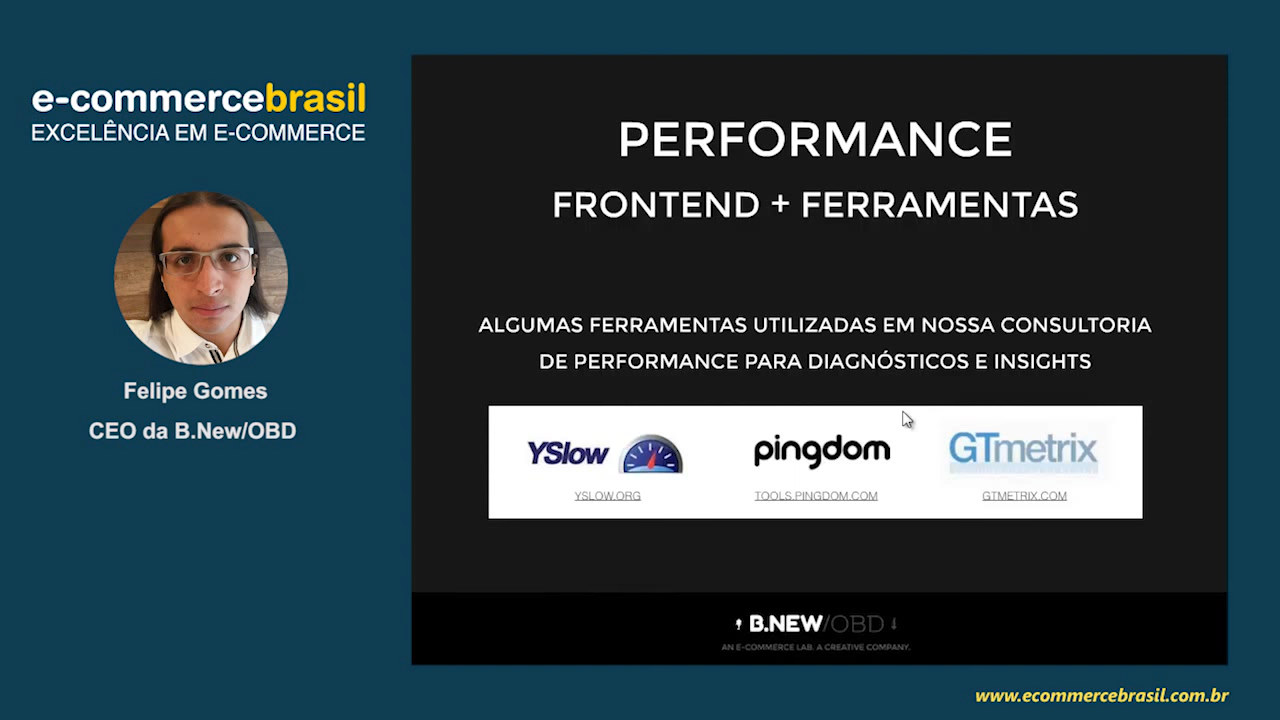 e-commercebrasil
EXCELÊNCIA EM E-COMMERCE
Felipe Gomes
CEO da B.New/OBD
PERFORMANCE
FRONTEND + FERRAMENTAS
ALGUMAS FERRAMENTAS UTILIZADAS EM NOSSA CONSULTORIA
DE PERFORMANCE PARA DIAGNÓSTICOS E INSIGHTS
YSlow
pingdom
GTmetrix
YSLOW.ORG
TOOLS.PINGDOM.COM
GTMETRIX.COM
B.NEW/OBD
AN E-COMMERCE LAB. A CREATIVE COMPANY.
www.ecommercebrasil.com.br